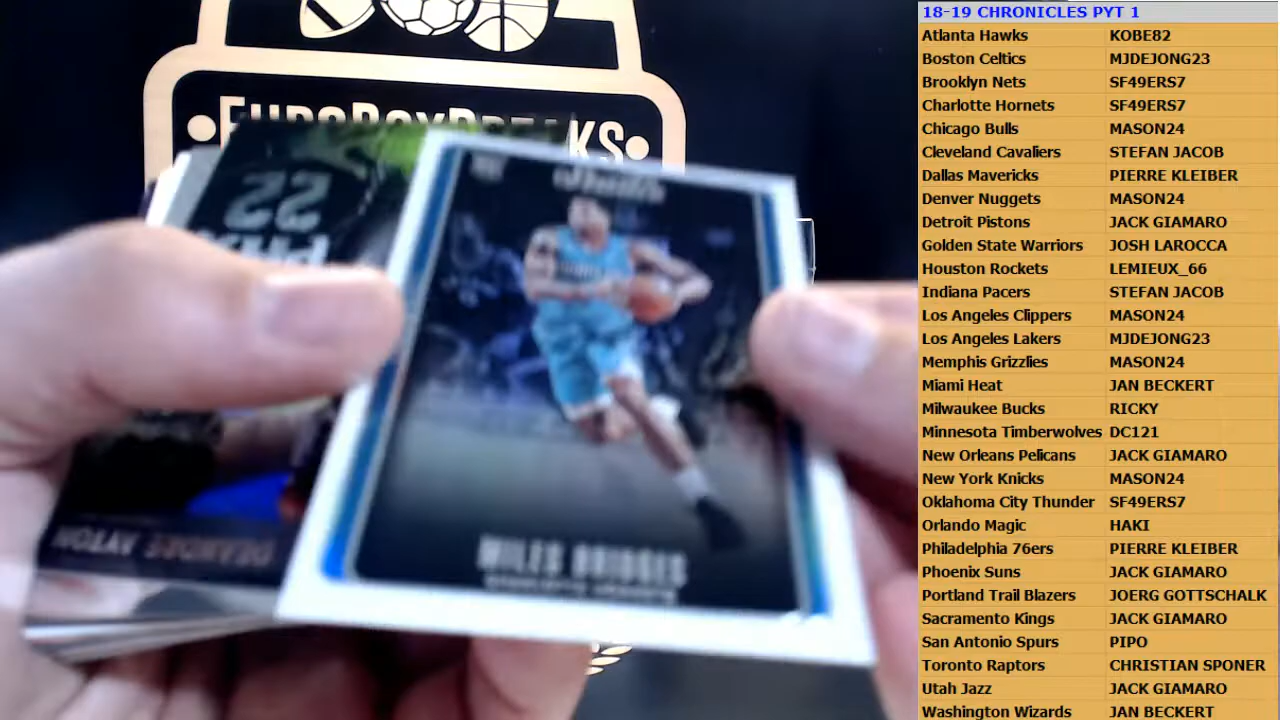 EUROBOXBREAKS
22
DEANDRE AYTON
RC
MILES BRIDGES
CHARLOTTE HORNETS
18-19 CHRONICLES PYT 1
Atlanta Hawks KOBE82
Boston Celtics MJDEJONG23
Brooklyn Nets SF49ERS7
Charlotte Hornets SF49ERS7
Chicago Bulls MASON24
Cleveland Cavaliers STEFAN JACOB
Dallas Mavericks PIERRE KLEIBER
Denver Nuggets MASON24
Detroit Pistons JACK GIAMARO
Golden State Warriors JOSH LAROCCA
Houston Rockets LEMIEUX_66
Indiana Pacers STEFAN JACOB
Los Angeles Clippers MASON24
Los Angeles Lakers MJDEJONG23
Memphis Grizzlies MASON24
Miami Heat JAN BECKERT
Milwaukee Bucks RICKY
Minnesota Timberwolves DC121
New Orleans Pelicans JACK GIAMARO
New York Knicks MASON24
Oklahoma City Thunder SF49ERS7
Orlando Magic HAKI
Philadelphia 76ers PIERRE KLEIBER
Phoenix Suns JACK GIAMARO
Portland Trail Blazers JOERG GOTTSCHALK
Sacramento Kings JACK GIAMARO
San Antonio Spurs PIPO
Toronto Raptors CHRISTIAN SPONER
Utah Jazz JACK GIAMARO
Washington Wizards JAN BECKERT